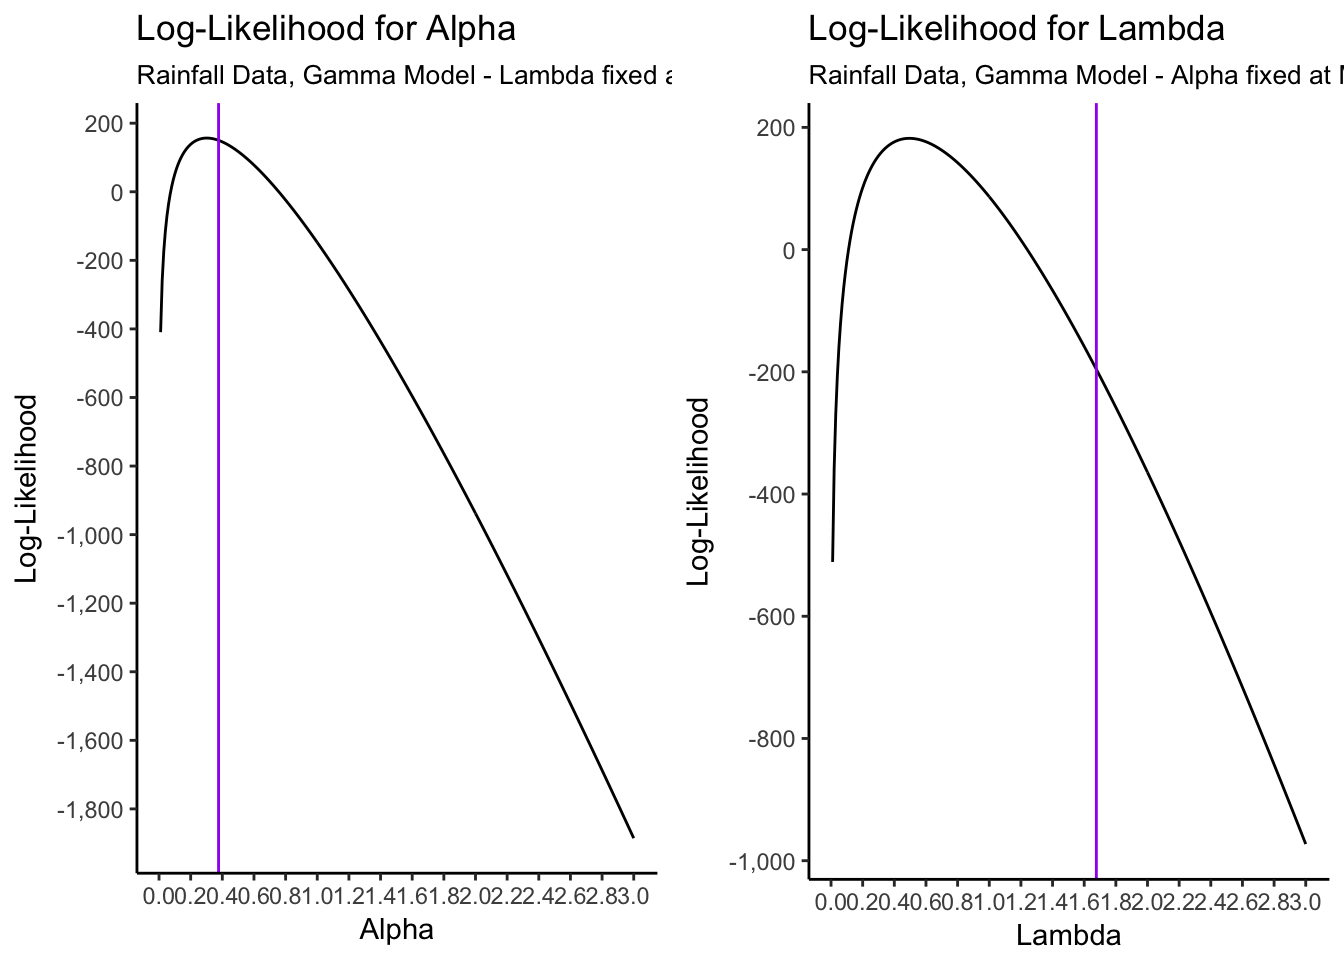 Log-Likelihood for Alpha
Rainfall Data, Gamma Model - Lambda fixed a
Log-Likelihood
200
0
-200
-400
-600
-800
-1,000
-1,200
-1,400
-1,600
-1,800
0.00.20.40.60.81.01.21.41.61.82.02.22.42.62.83.0
Alpha
Log-Likelihood for Lambda
Rainfall Data, Gamma Model - Alpha fixed at
Log-Likelihood
200
0
-200
-400
-600
-800
-1,000
0.00.20.40.60.81.01.21.41.61.82.02.22.42.62.83.0
Lambda